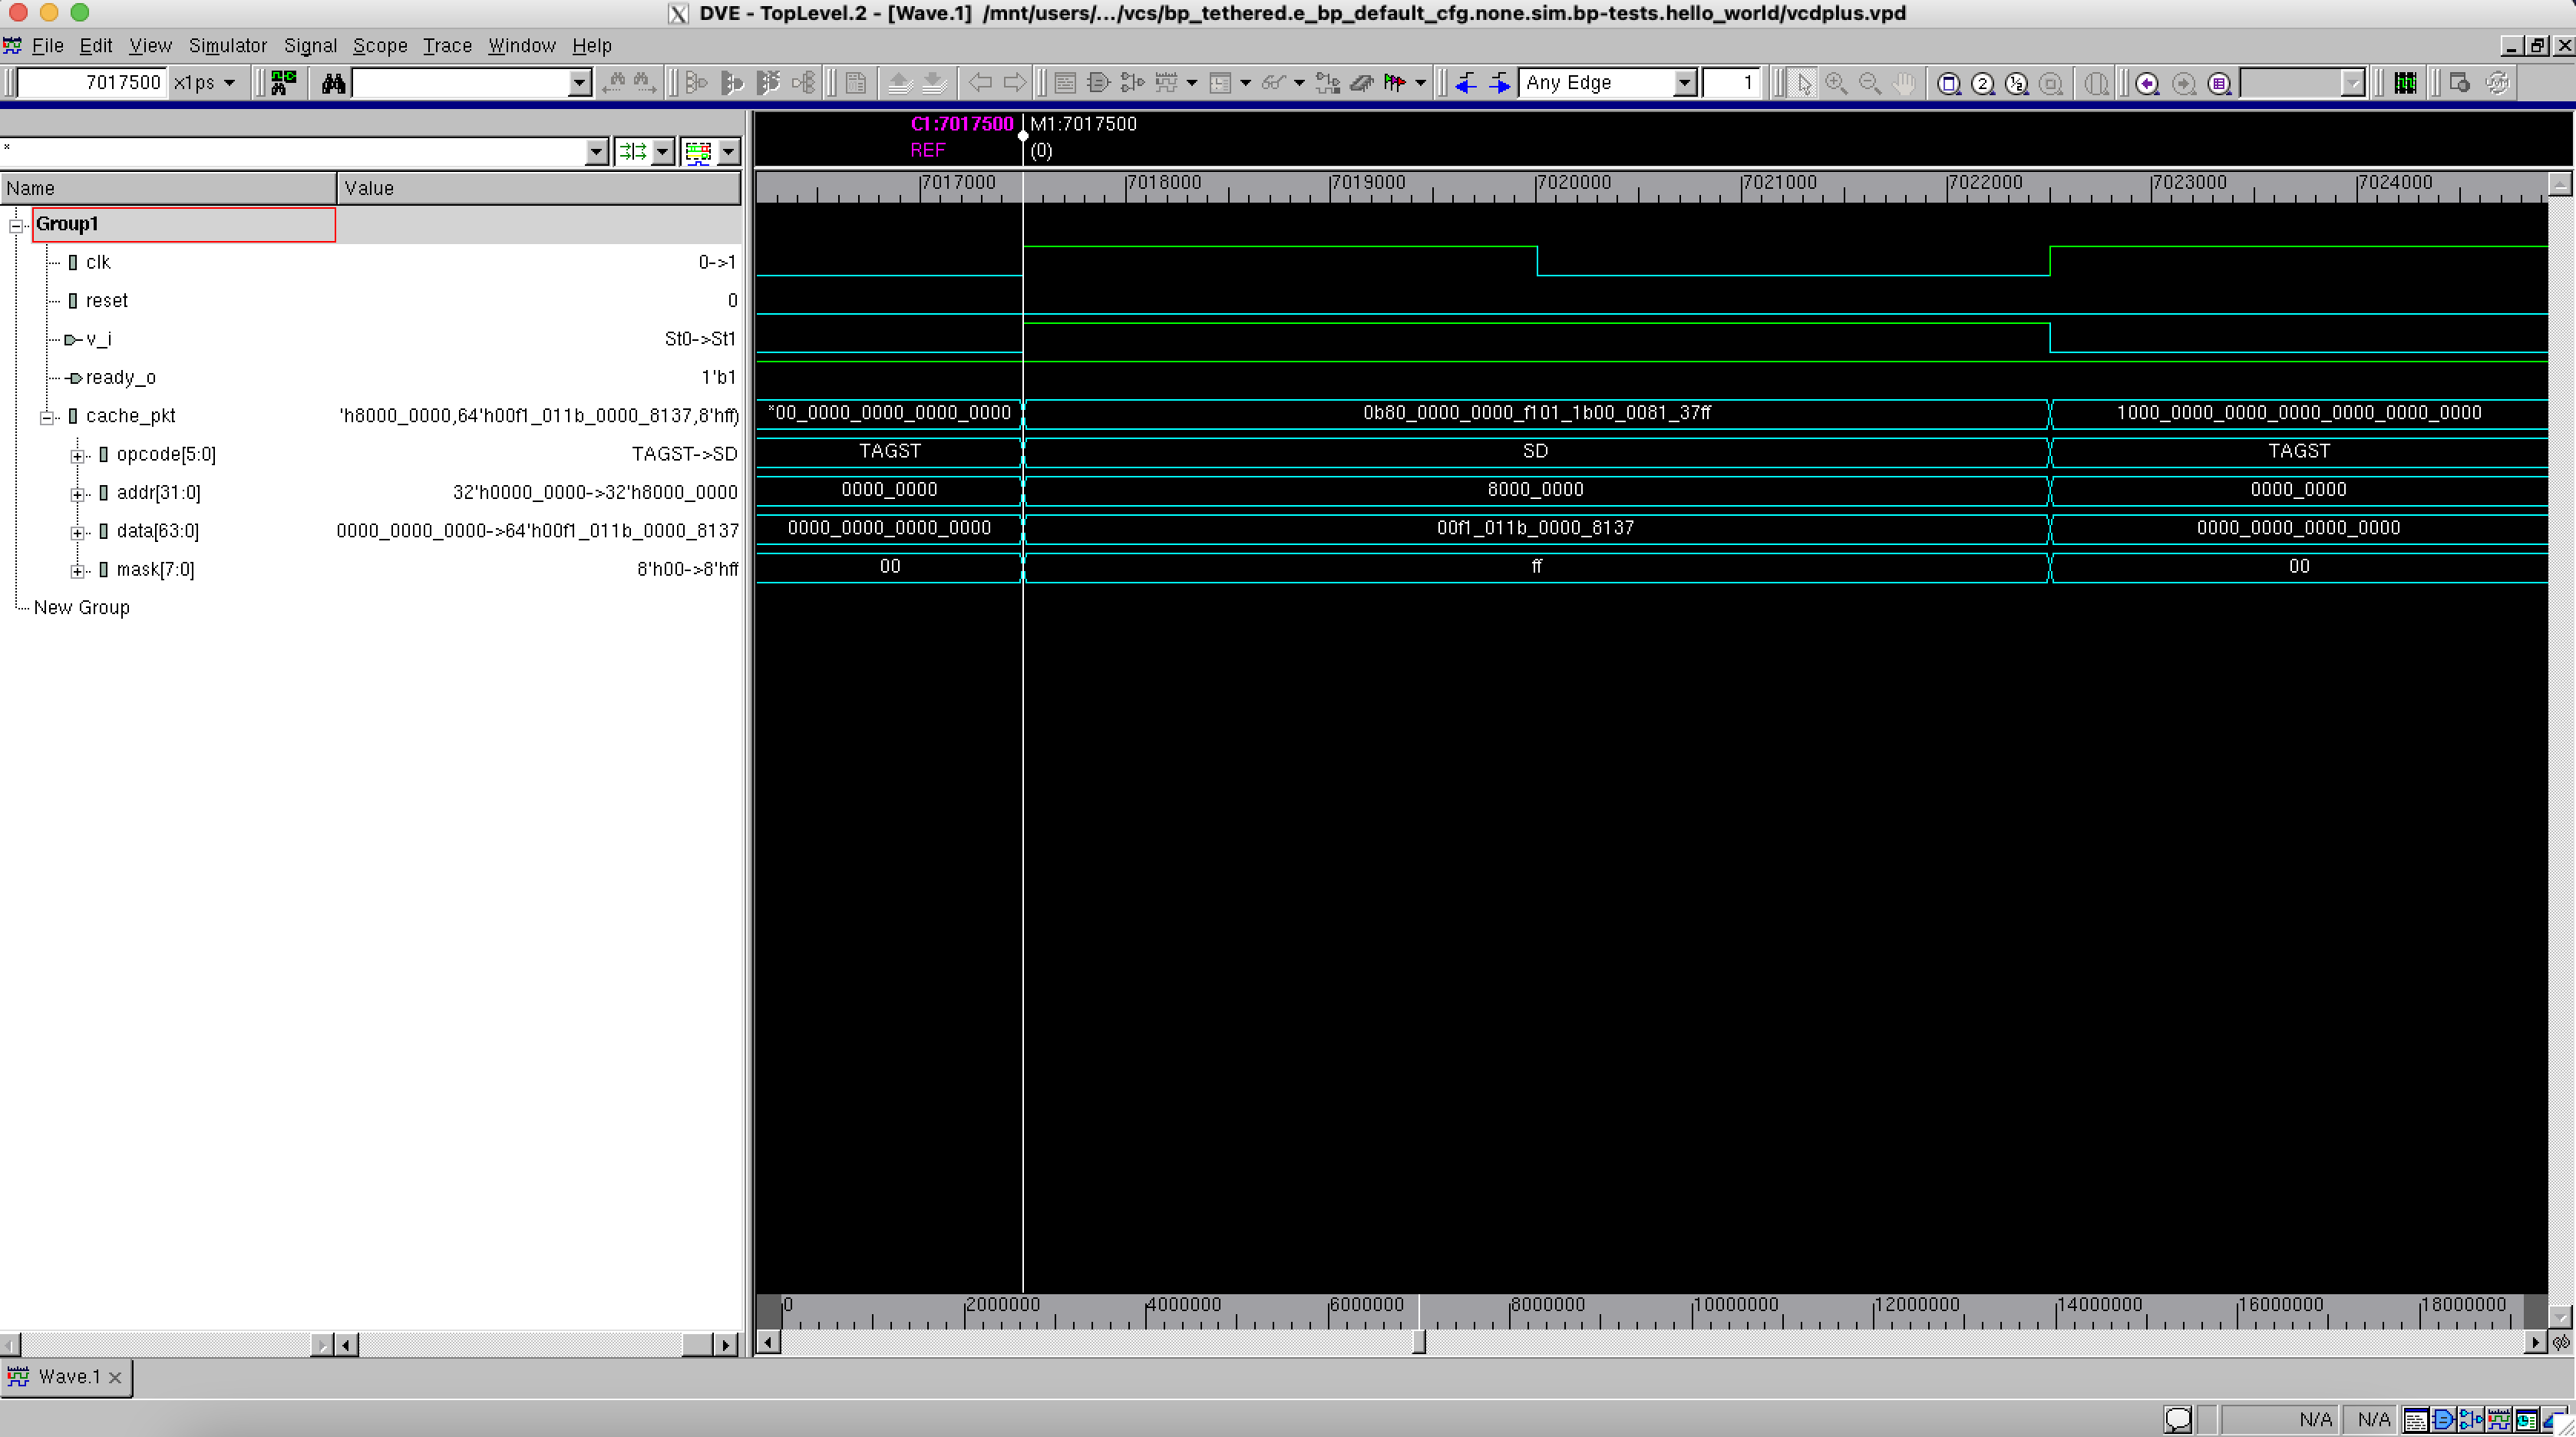 DVE - TopLevel.2 - [Wave.1] /mnt/users/.../vcs/bp_tethered.e_bp_default_cfg.none.sim.bp-tests.hello_world/vcdplus.vpd
File Edit View Simulator Signal Scope Trace Window Help
7017500 x1ps Any Edge 1
C1:7017500 M1:7017500
REF (0)
*
Name Value
7017000 7018000 7019000 7020000 7021000 7022000 7023000 7024000
Group1
clk 0->1
reset 0
v_i St0->St1
ready_o 1'b1
cache_pkt 'h8000_0000,64'h00f1_011b_0000_8137,8'hff) *00_0000_0000_0000_0000 0b80_0000_0000_f101_1b00_0081_37ff 1000_0000_0000_0000_0000_0000_0000
opcode[5:0] TAGST->SD TAGST SD TAGST
addr[31:0] 32'h0000_0000->32'h8000_0000 0000_0000 8000_0000 0000_0000
data[63:0] 0000_0000_0000->64'h00f1_011b_0000_8137 0000_0000_0000_0000 00f1_011b_0000_8137 0000_0000_0000_0000
mask[7:0] 8'h00->8'hff 00 ff 00
New Group
0 2000000 4000000 6000000 8000000 10000000 12000000 14000000 16000000 18000000
Wave.1
N/A N/A